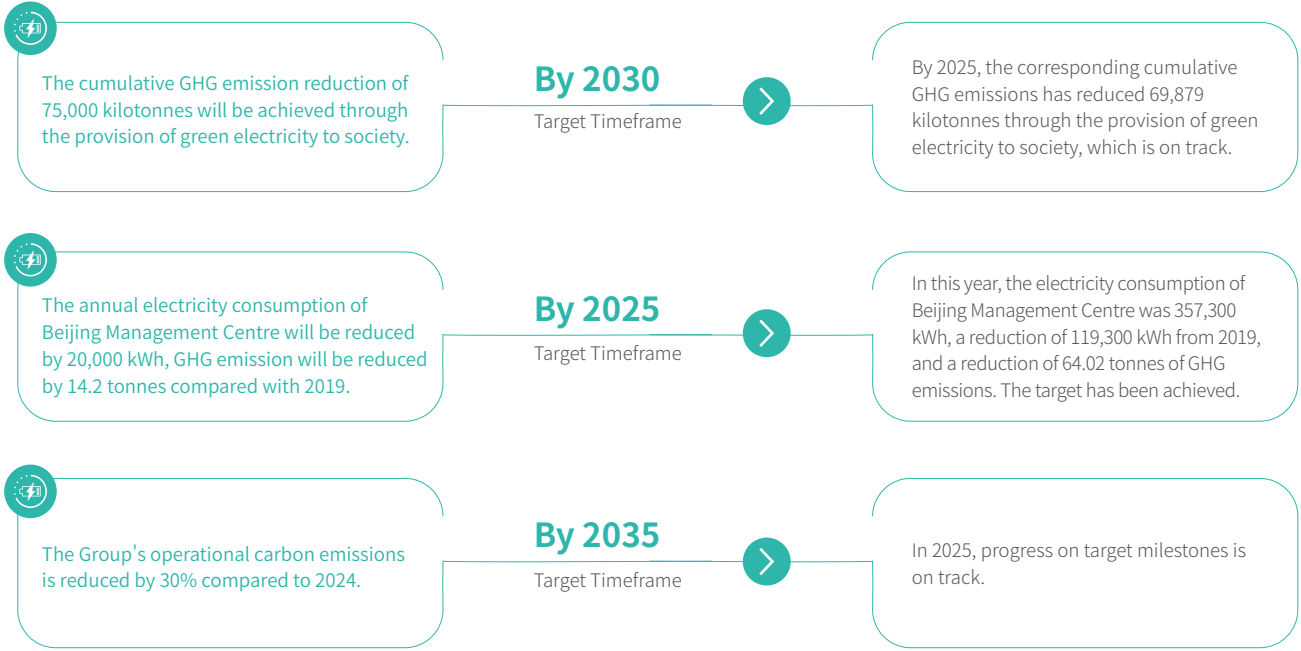 The cumulative GHG emission reduction of
75,000 kilotonnes will be achieved through
the provision of green electricity to society.
By 2030
Target Timeframe
By 2025, the corresponding cumulative
GHG emissions has reduced 69,879
kilotonnes through the provision of green
electricity to society, which is on track.
The annual electricity consumption of
Beijing Management Centre will be reduced
by 20,000 kWh, GHG emission will be reduced
by 14.2 tonnes compared with 2019.
By 2025
Target Timeframe
In this year, the electricity consumption of
Beijing Management Centre was 357,300
kWh, a reduction of 119,300 kWh from 2019,
and a reduction of 64.02 tonnes of GHG
emissions. The target has been achieved.
The Group's operational carbon emissions
is reduced by 30% compared to 2024.
By 2035
Target Timeframe
In 2025, progress on target milestones is
on track.